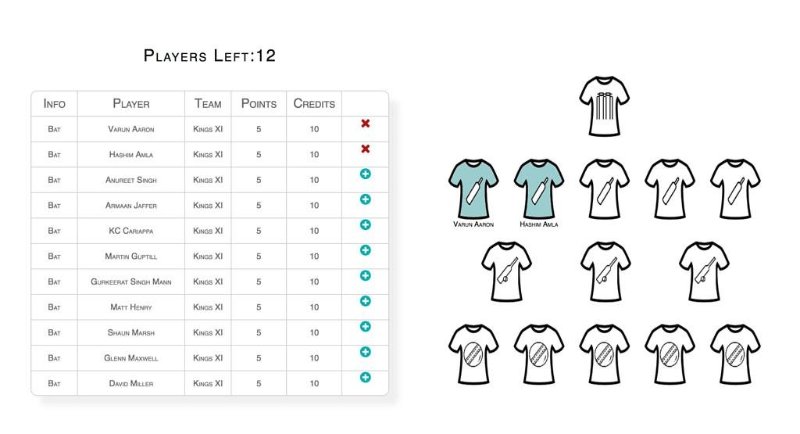 Players Left:12
Info Player Team Points Credits
Bat Varun Aaron Kings XI 5 10
Bat Hashim Amla Kings XI 5 10
Bat Anureet Singh Kings XI 5 10
Bat Armaan Jaffer Kings XI 5 10
Bat KC Cariappa Kings XI 5 10
Bat Martin Guptill Kings XI 5 10
Bat Gurkeerat Singh Mann Kings XI 5 10
Bat Matt Henry Kings XI 5 10
Bat Shaun Marsh Kings XI 5 10
Bat Glenn Maxwell Kings XI 5 10
Bat David Miller Kings XI 5 10
Varun Aaron Hashim Amla